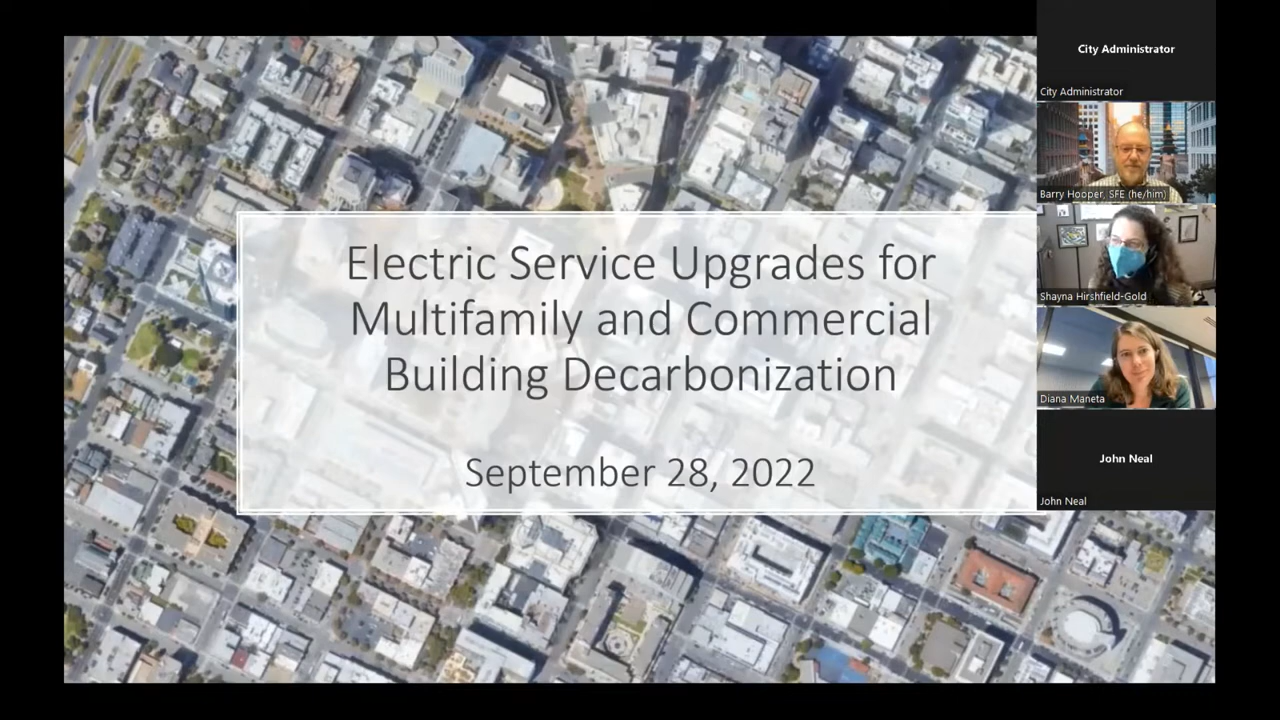 Electric Service Upgrades for
Multifamily and Commercial
Building Decarbonization
September 28, 2022
City Administrator
City Administrator
Barry Hooper, SFE (he/him)
Shayna Hirshfield-Gold
Diana Maneta
John Neal
John Neal